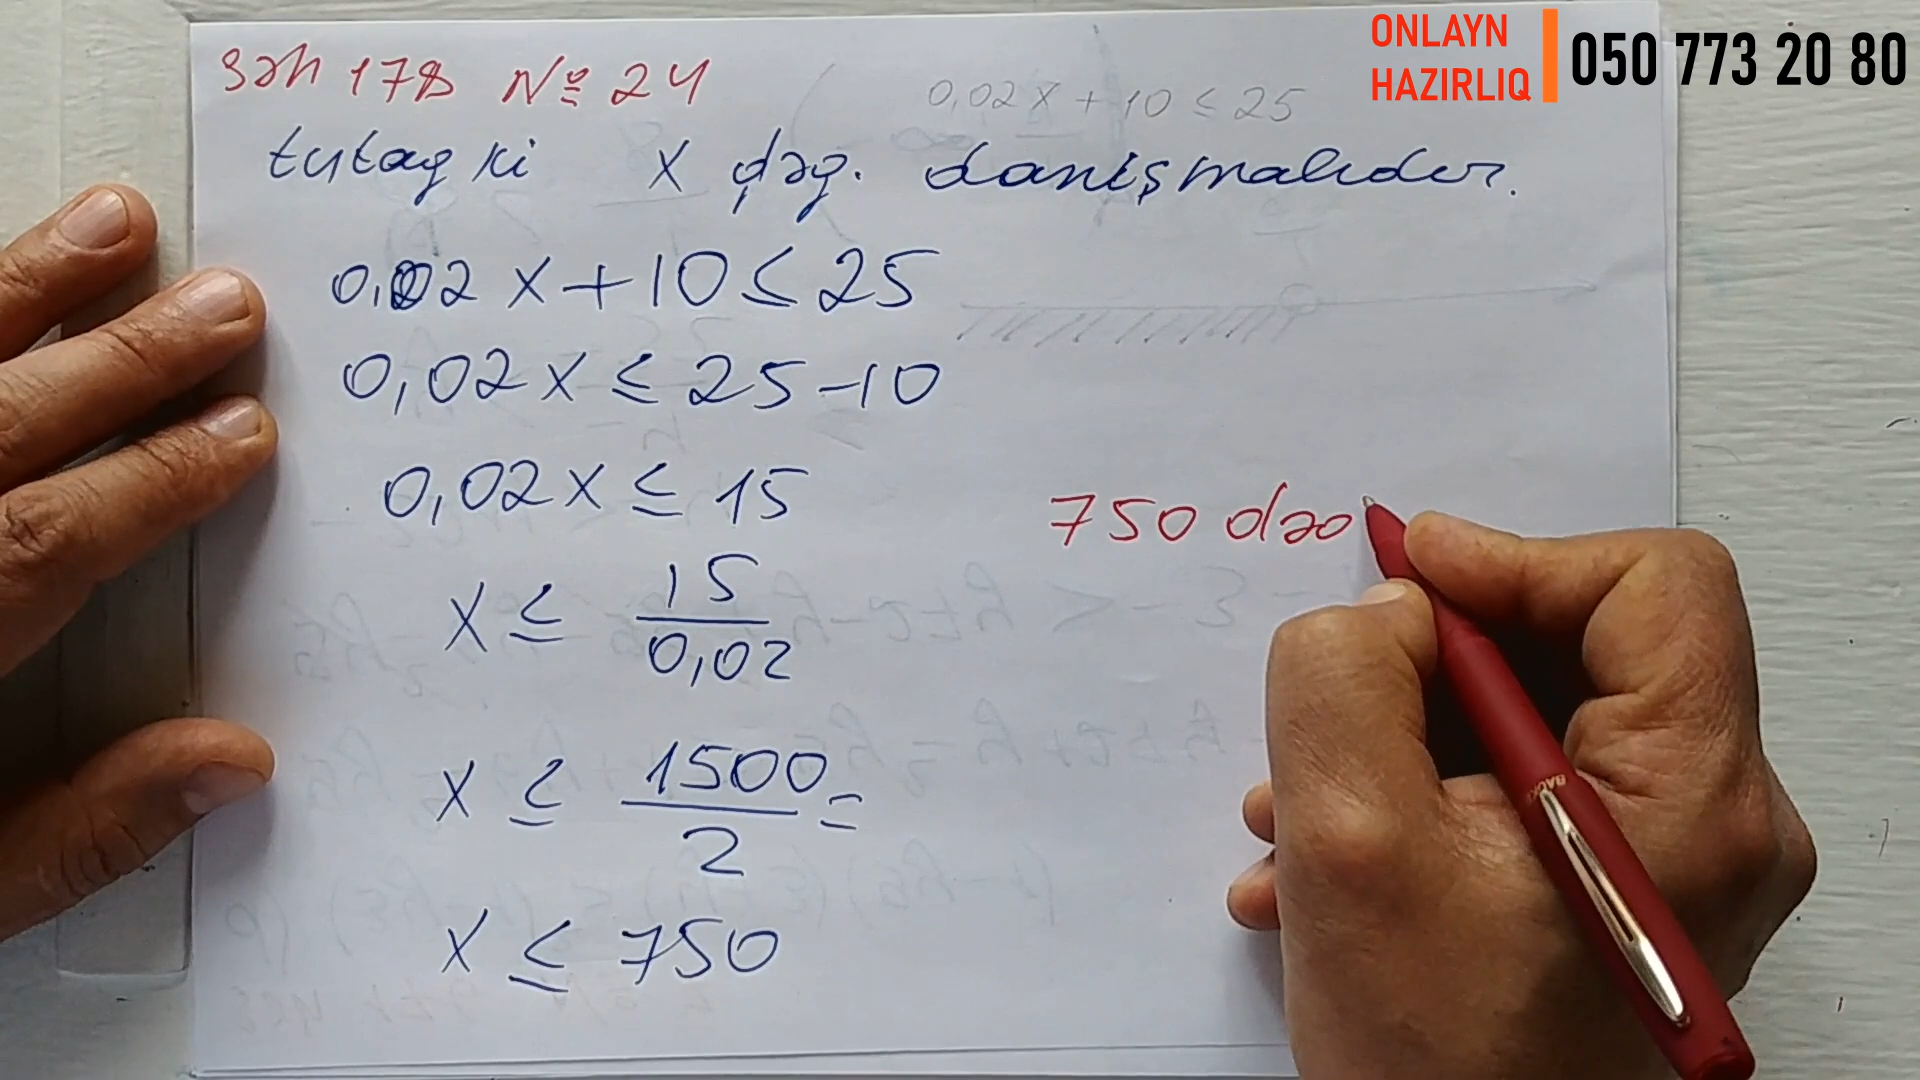 ONLAYN
HAZIRLIQ
050 773 20 80
səh 178 № 24
0,02x + 10 ≤ 25
tutaq ki x dəq. danışmalıdır.
0,02x + 10 ≤ 25
0,02x ≤ 25 - 10
0,02x ≤ 15
x ≤ 15/0,02
x ≤ 1500/2 =
x ≤ 750
750 dəq